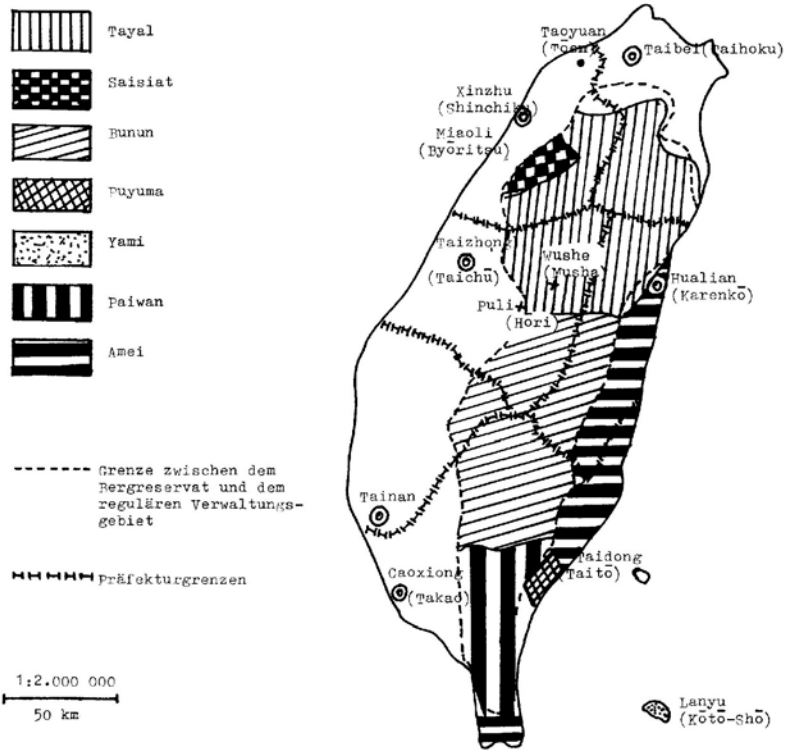 Tayal
Saisiat
Bunun
Puyuma
Yami
Paiwan
Amei
Grenze zwischen dem
Bergreservat und dem
regulären Verwaltungs-
gebiet
Präfekturgrenzen
1:2.000 000
50 km
Taoyuan
(Tōen)
Taibei (Taihoku)
Xinzhu
(Shinchiku)
Miaoli
(Byōritsu)
Taizhong
(Taichū)
Wushe
(Musha)
Puli
(Hori)
Hualian
(Karenkō)
Tainan
Caoxiong
(Takao)
Taidong
(Taitō)
Lanyu
(Kōtō-Shō)